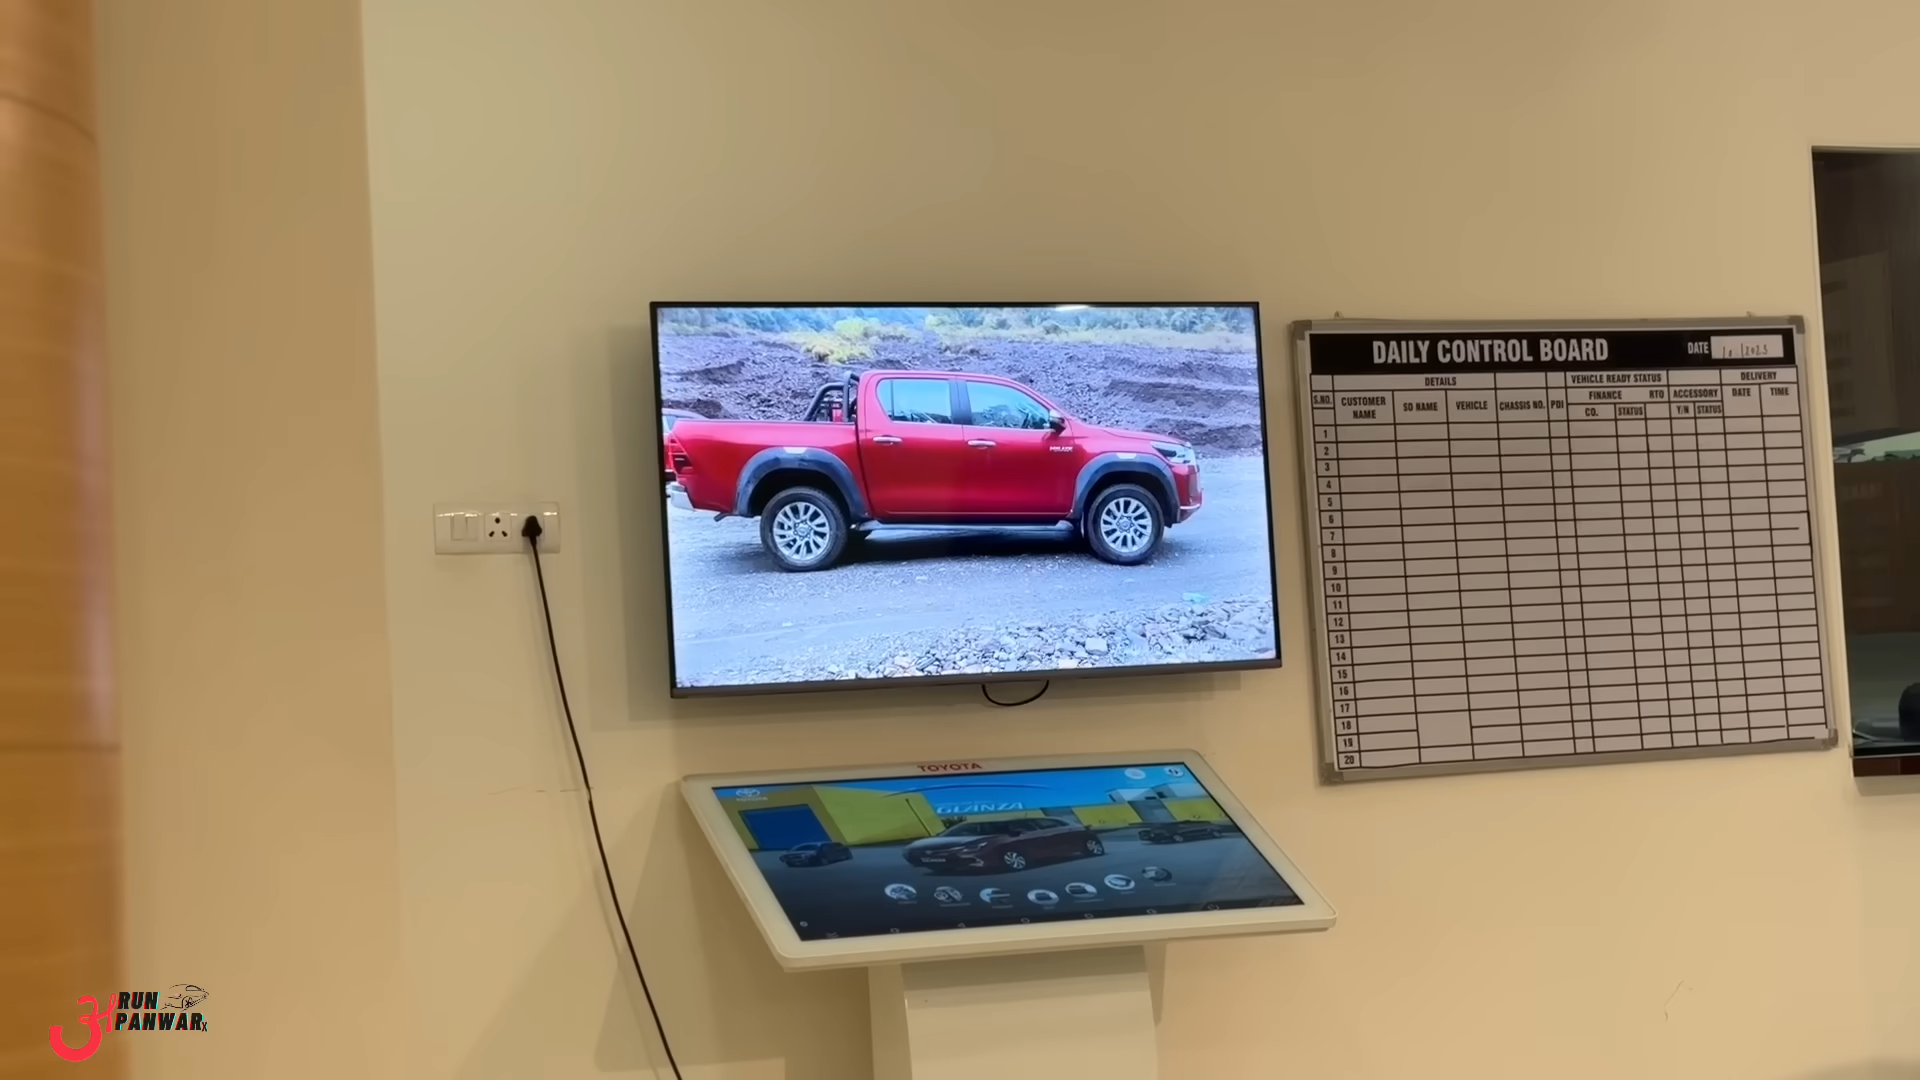 DAILY CONTROL BOARD
DATE
DETAILS
VEHICLE READY STATUS
DELIVERY
S.NO.
CUSTOMER NAME
SO NAME
VEHICLE
CHASSIS NO.
PDI
FINANCE
RTO
ACCESSORY
DATE
TIME
CO.
STATUS
Y/N
STATUS
1
2
3
4
5
6
7
8
9
10
11
12
13
14
15
16
17
18
19
20
TOYOTA
GLANZA
अRUN
PANWAR